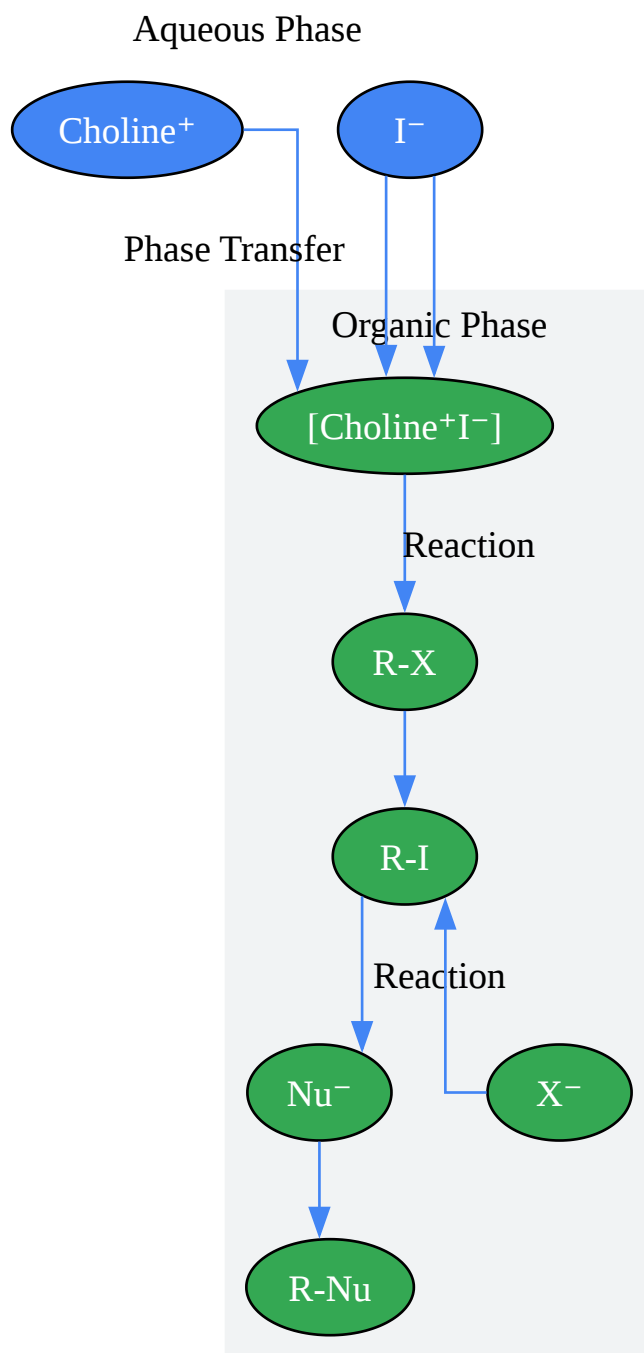 Aqueous Phase
Choline⁺
I⁻
Phase Transfer
Organic Phase
[Choline⁺I⁻]
Reaction
R-X
R-I
Reaction
Nu⁻
X⁻
R-Nu